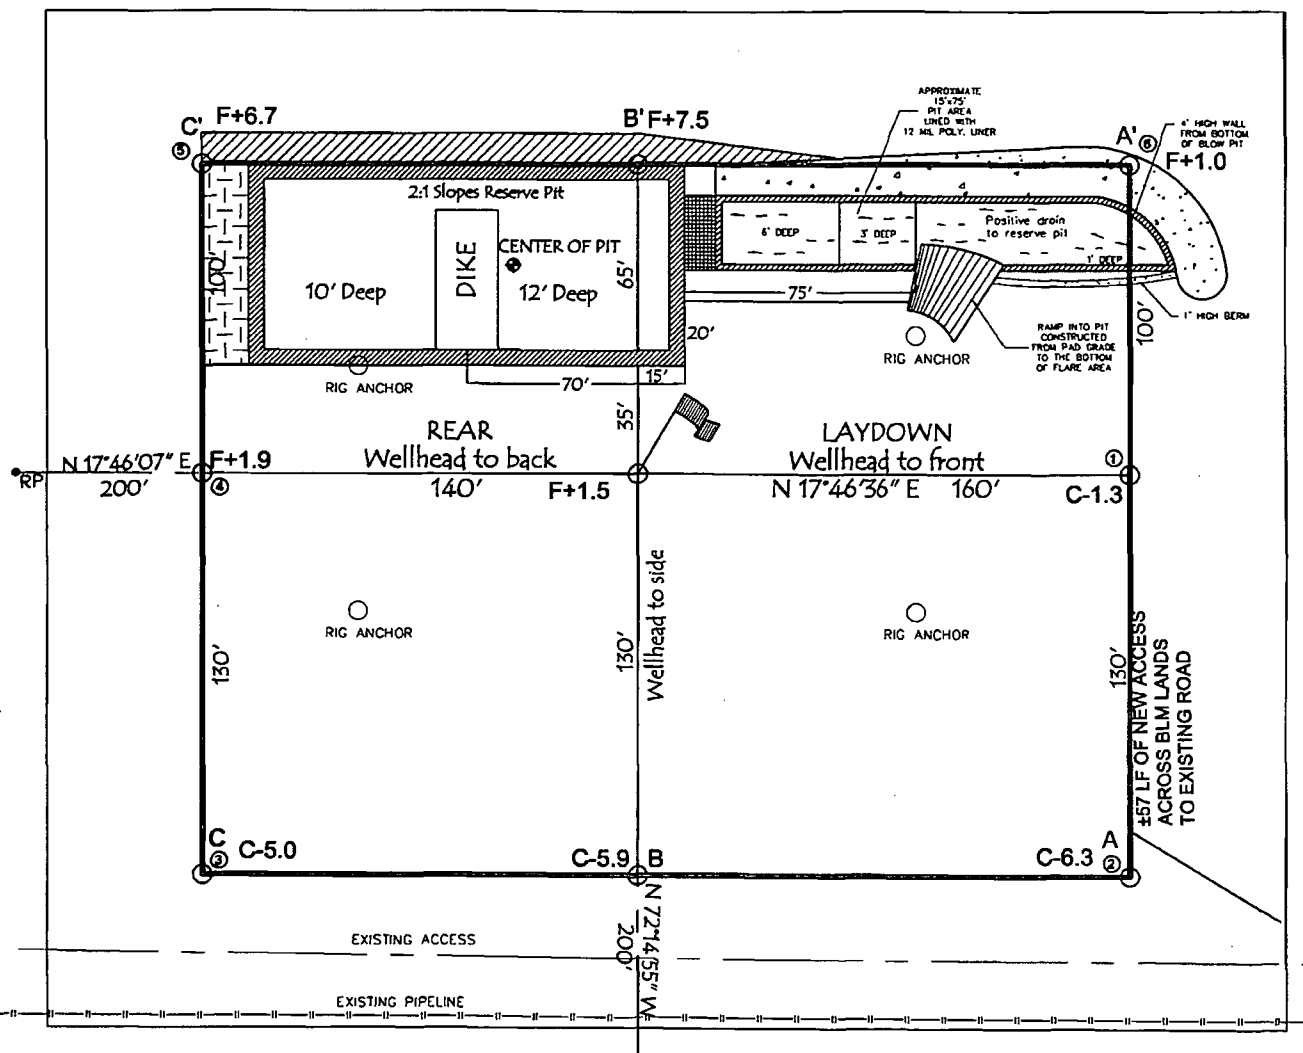 APPROXIMATE
15'x75'
PIT AREA
LINED WITH
12 MIL POLY. LINER
4' HIGH WALL
FROM BOTTOM
OF BLOW PIT
C' F+6.7
B' F+7.5
A' ⑥
F+1.0
⑤
2:1 Slopes Reserve Pit
CENTER OF PIT
DIKE
10' Deep
12' Deep
100'
65'
6' DEEP
3' DEEP
Positive drain
to reserve pit
1' DEEP
75'
1' HIGH BERM
100'
20'
RAMP INTO PIT
CONSTRUCTED
FROM PAD GRADE
TO THE BOTTOM
OF FLARE AREA
RIG ANCHOR
RIG ANCHOR
70'
15'
35'
REAR
Wellhead to back
LAYDOWN
Wellhead to front
N 17°46'07" E
F+1.9
①
RP
200'
④
140'
F+1.5
N 17°46'36" E 160'
C-1.3
Wellhead to side
RIG ANCHOR
RIG ANCHOR
130'
130'
130'
±57 LF OF NEW ACCESS
ACROSS BLM LANDS
TO EXISTING ROAD
C
③
C-5.0
C-5.9
B
C-6.3
A
②
N 72°14'55" W
200'
EXISTING ACCESS
EXISTING PIPELINE